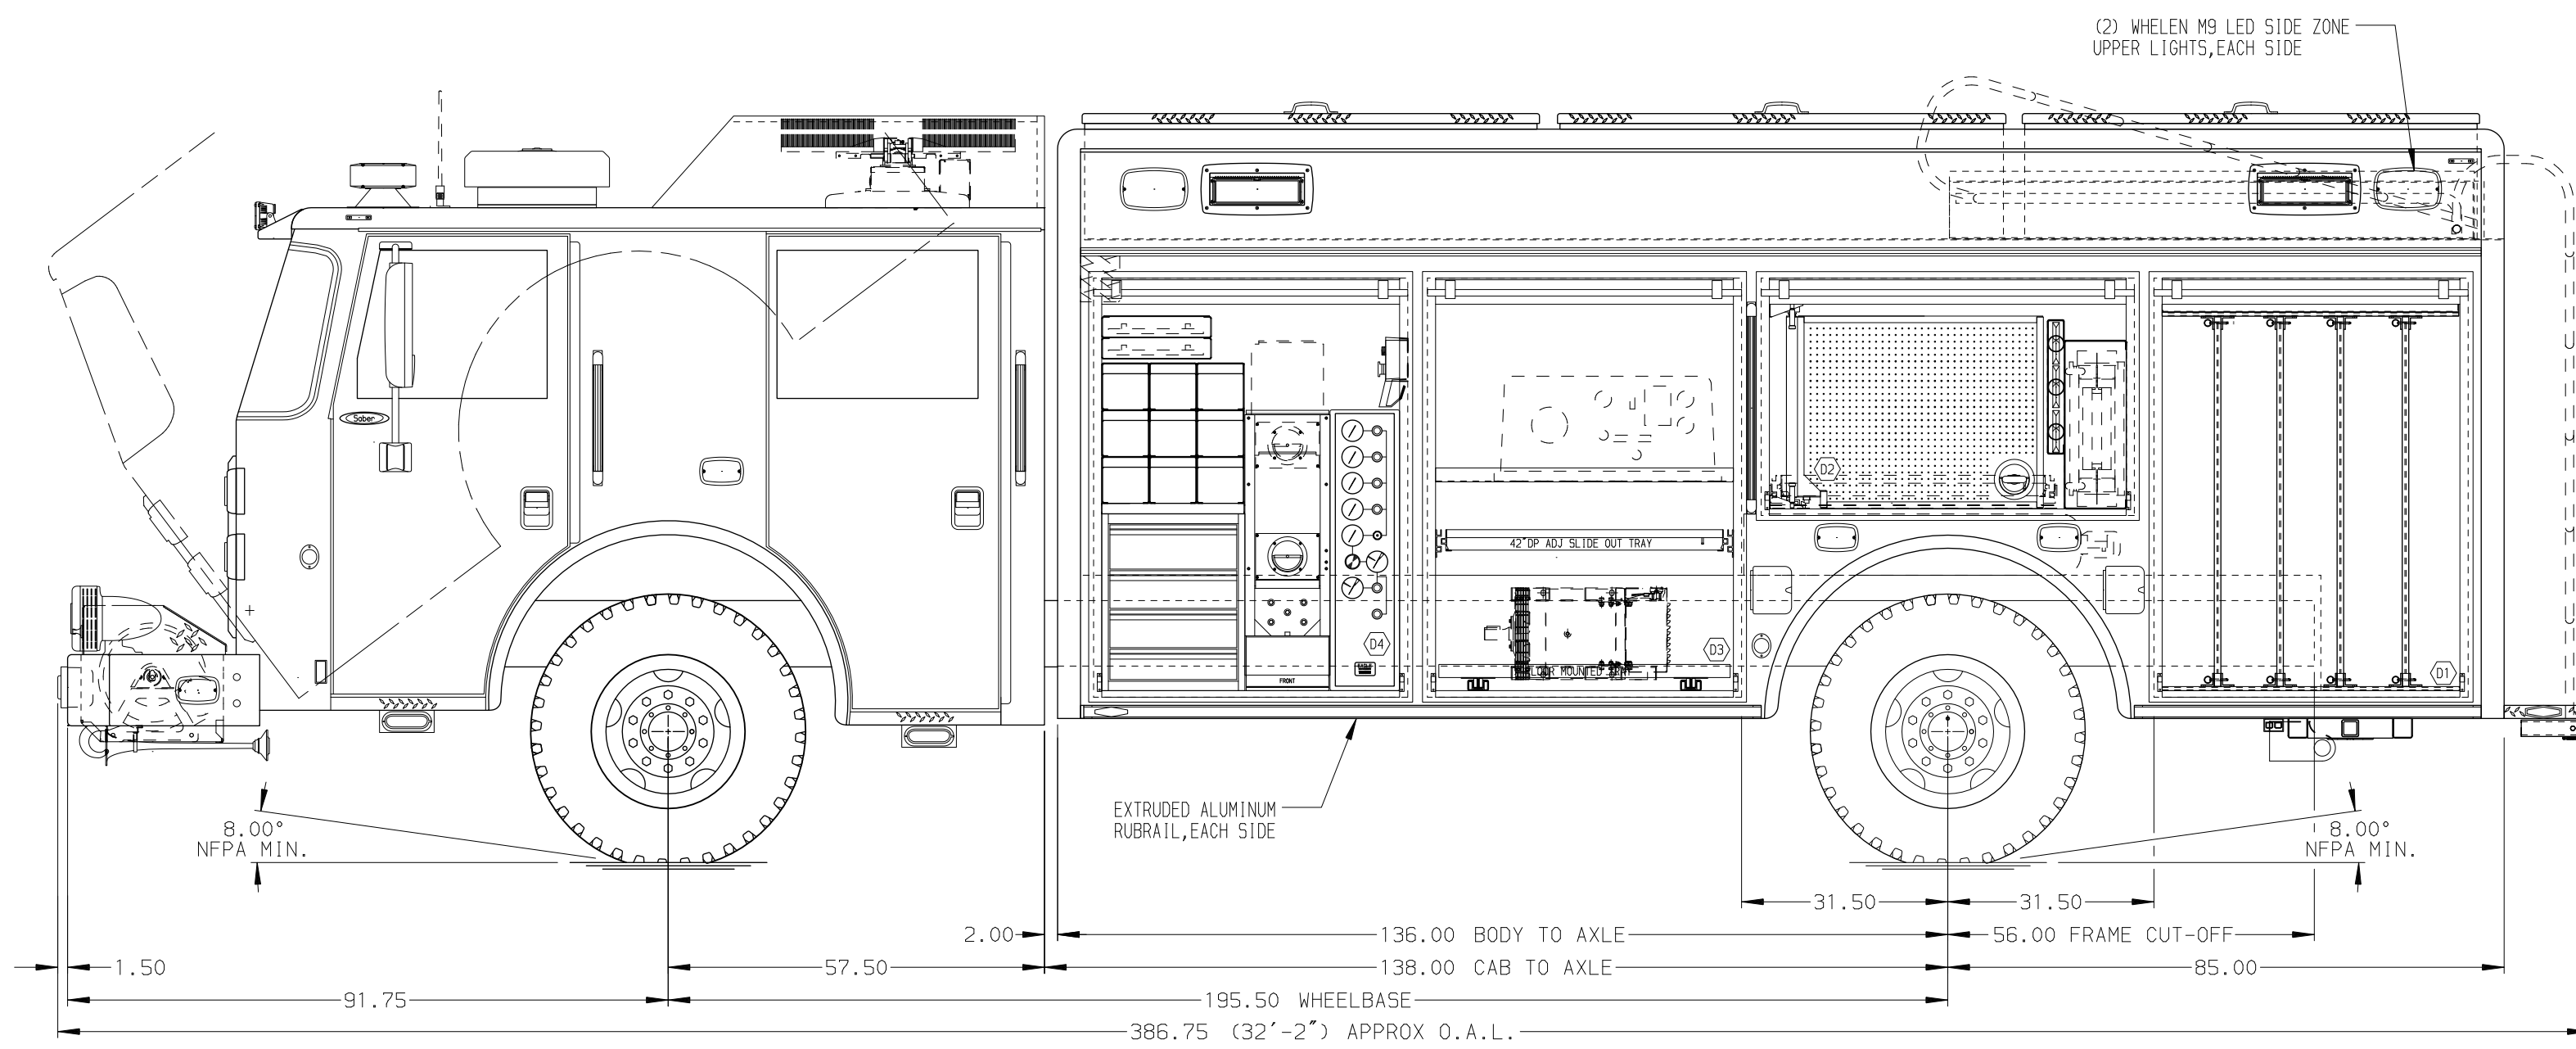 (2) WHELEN M9 LED SIDE ZONE
UPPER LIGHTS,EACH SIDE
Saber
D2
42"DP ADJ SLIDE OUT TRAY
D4
D3
D1
FLOOR MOUNTED
FRONT
EXTRUDED ALUMINUM
RUBRAIL,EACH SIDE
8.00°
NFPA MIN.
8.00°
NFPA MIN.
31.50
31.50
2.00
136.00 BODY TO AXLE
56.00 FRAME CUT-OFF
1.50
57.50
138.00 CAB TO AXLE
85.00
91.75
195.50 WHEELBASE
386.75 (32'-2") APPROX O.A.L.